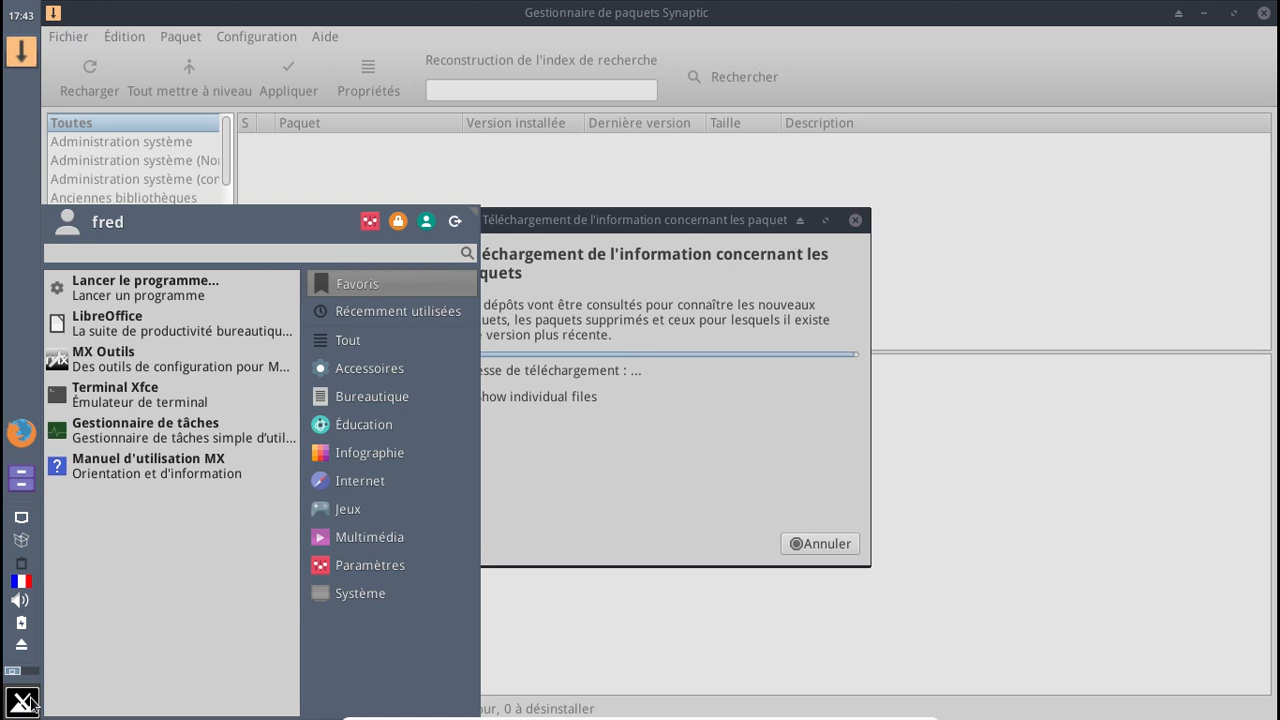 17:43
Gestionnaire de paquets Synaptic
Fichier Édition Paquet Configuration Aide
Reconstruction de l'index de recherche
Rechercher
Recharger Tout mettre à niveau Appliquer Propriétés
Toutes
Administration système
Administration système (No
Administration système (cor
Anciennes bibliothèques
S Paquet Version installée Dernière version Taille Description
fred
Lancer le programme...
Lancer un programme
LibreOffice
La suite de productivité bureautiqu...
MX Outils
Des outils de configuration pour M...
Terminal Xfce
Émulateur de terminal
Gestionnaire de tâches
Gestionnaire de tâches simple d'util...
Manuel d'utilisation MX
Orientation et d'information
Favoris
Récemment utilisées
Tout
Accessoires
Bureautique
Éducation
Infographie
Internet
Jeux
Multimédia
Paramètres
Système
Téléchargement de l'information concernant les paquet
échargement de l'information concernant les
quets
dépôts vont être consultés pour connaître les nouveaux
uets, les paquets supprimés et ceux pour lesquels il existe
version plus récente.
esse de téléchargement : ...
how individual files
Annuler
our, 0 à désinstaller